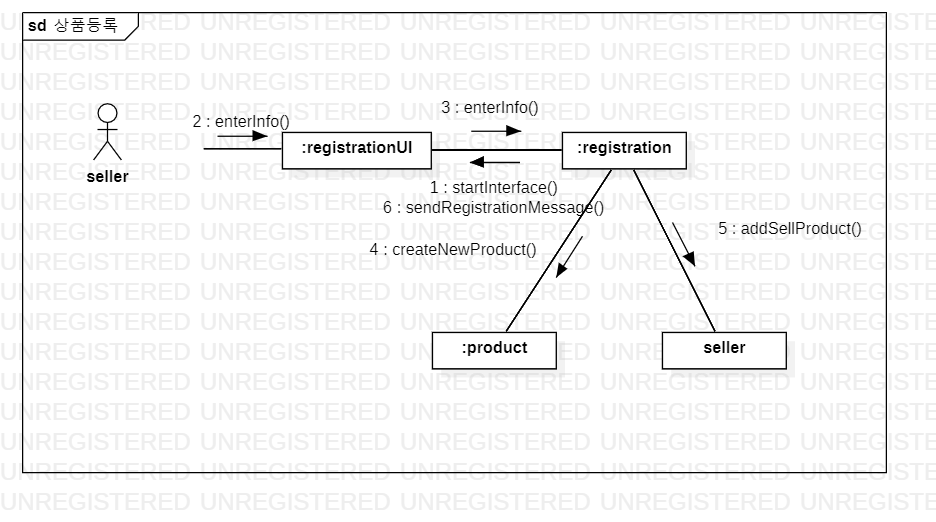 sd 상품등록
2 : enterInfo()
3 : enterInfo()
seller
:registrationUI
:registration
1 : startInterface()
6 : sendRegistrationMessage()
4 : createNewProduct()
5 : addSellProduct()
:product
seller
UNREGISTERED UNREGISTERED UNREGISTERED UNREGISTERED UNREGISTERED